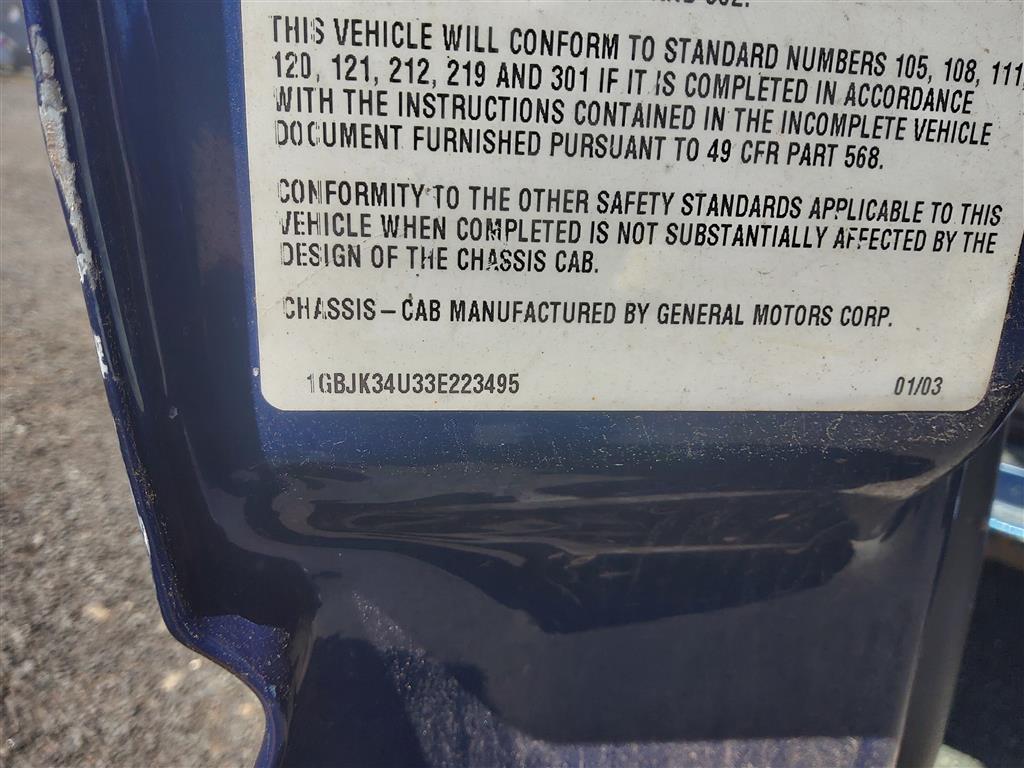 THIS VEHICLE WILL CONFORM TO STANDARD NUMBERS 105, 108, 111,
120, 121, 212, 219 AND 301 IF IT IS COMPLETED IN ACCORDANCE
WITH THE INSTRUCTIONS CONTAINED IN THE INCOMPLETE VEHICLE
DOCUMENT FURNISHED PURSUANT TO 49 CFR PART 568.
CONFORMITY TO THE OTHER SAFETY STANDARDS APPLICABLE TO THIS
VEHICLE WHEN COMPLETED IS NOT SUBSTANTIALLY AFFECTED BY THE
DESIGN OF THE CHASSIS CAB.
CHASSIS–CAB MANUFACTURED BY GENERAL MOTORS CORP.
1GBJK34U33E223495 01/03